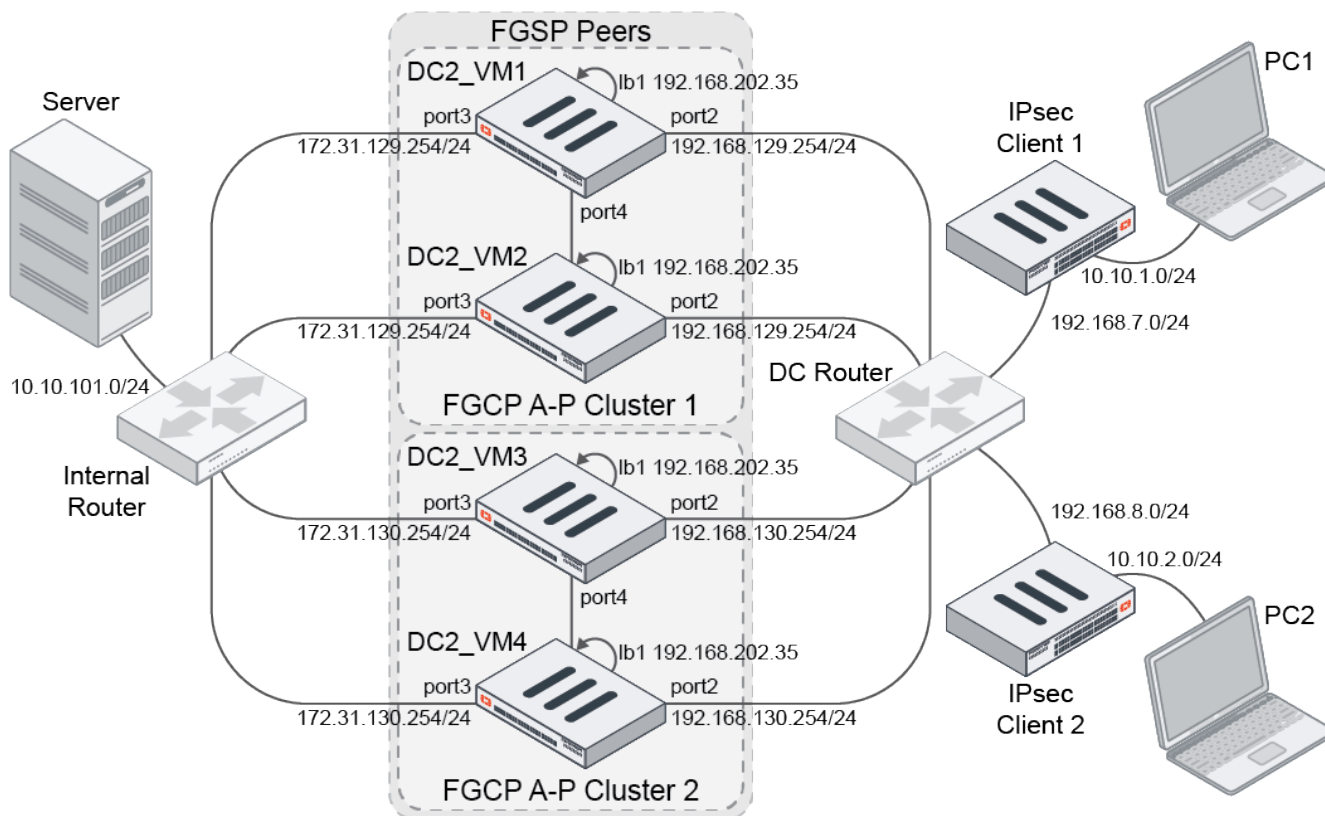 FGSP Peers
DC2_VM1
lb1 192.168.202.35
port3
port2
172.31.129.254/24
192.168.129.254/24
port4
DC2_VM2
lb1 192.168.202.35
port3
port2
172.31.129.254/24
192.168.129.254/24
FGCP A-P Cluster 1
DC2_VM3
lb1 192.168.202.35
port3
port2
172.31.130.254/24
192.168.130.254/24
port4
DC2_VM4
lb1 192.168.202.35
port3
port2
172.31.130.254/24
192.168.130.254/24
FGCP A-P Cluster 2
Server
10.10.101.0/24
Internal
Router
DC Router
IPsec
Client 1
PC1
10.10.1.0/24
192.168.7.0/24
192.168.8.0/24
10.10.2.0/24
IPsec
Client 2
PC2